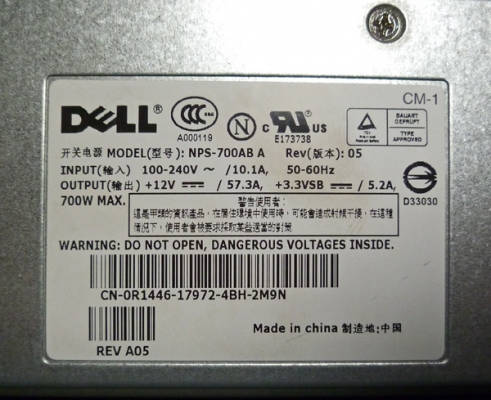 CM-1
DELL
CCC
A000119
N
C UL US
E173738
BAUART GEPRÜFT
TYPE APPROVED
开关电源 MODEL(型号): NPS-700AB A Rev(版本): 05
INPUT(输入) 100-240V ～ /10.1A, 50-60Hz
OUTPUT(输出) +12V ⎓ / 57.3A, +3.3VSB ⎓ / 5.2A,
D33030
700W MAX.
警告使用者:
這是甲類的資訊產品, 在居住環境中使用時, 可能會造成射頻干擾, 在這種
情況下, 使用者會被要求採取某些適當的對策
WARNING: DO NOT OPEN, DANGEROUS VOLTAGES INSIDE.
CN-0R1446-17972-4BH-2M9N
Made in china 制造地:中国
REV A05